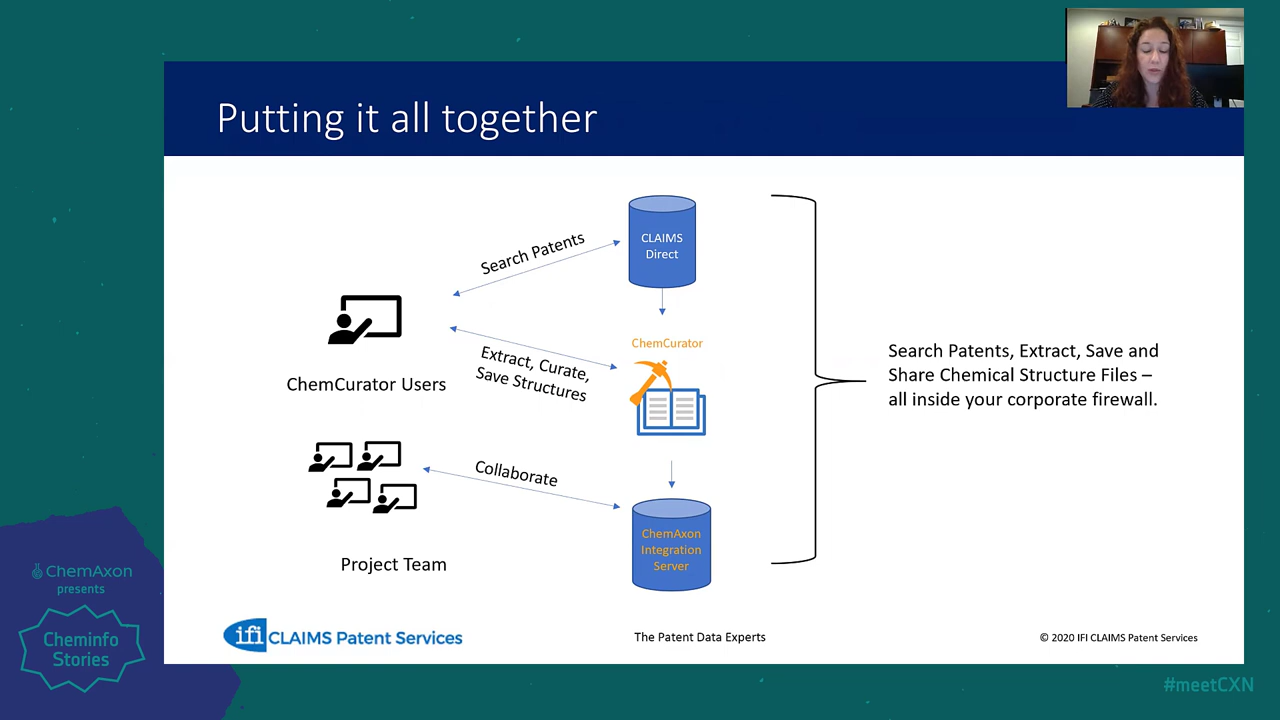 Putting it all together
CLAIMS
Direct
Search Patents
ChemCurator
Extract, Curate,
Save Structures
ChemCurator Users
Search Patents, Extract, Save and
Share Chemical Structure Files –
all inside your corporate firewall.
Collaborate
ChemAxon
Integration
Server
Project Team
ChemAxon
presents
Cheminfo
Stories
ifi CLAIMS Patent Services
The Patent Data Experts
© 2020 IFI CLAIMS Patent Services
#meetCXN